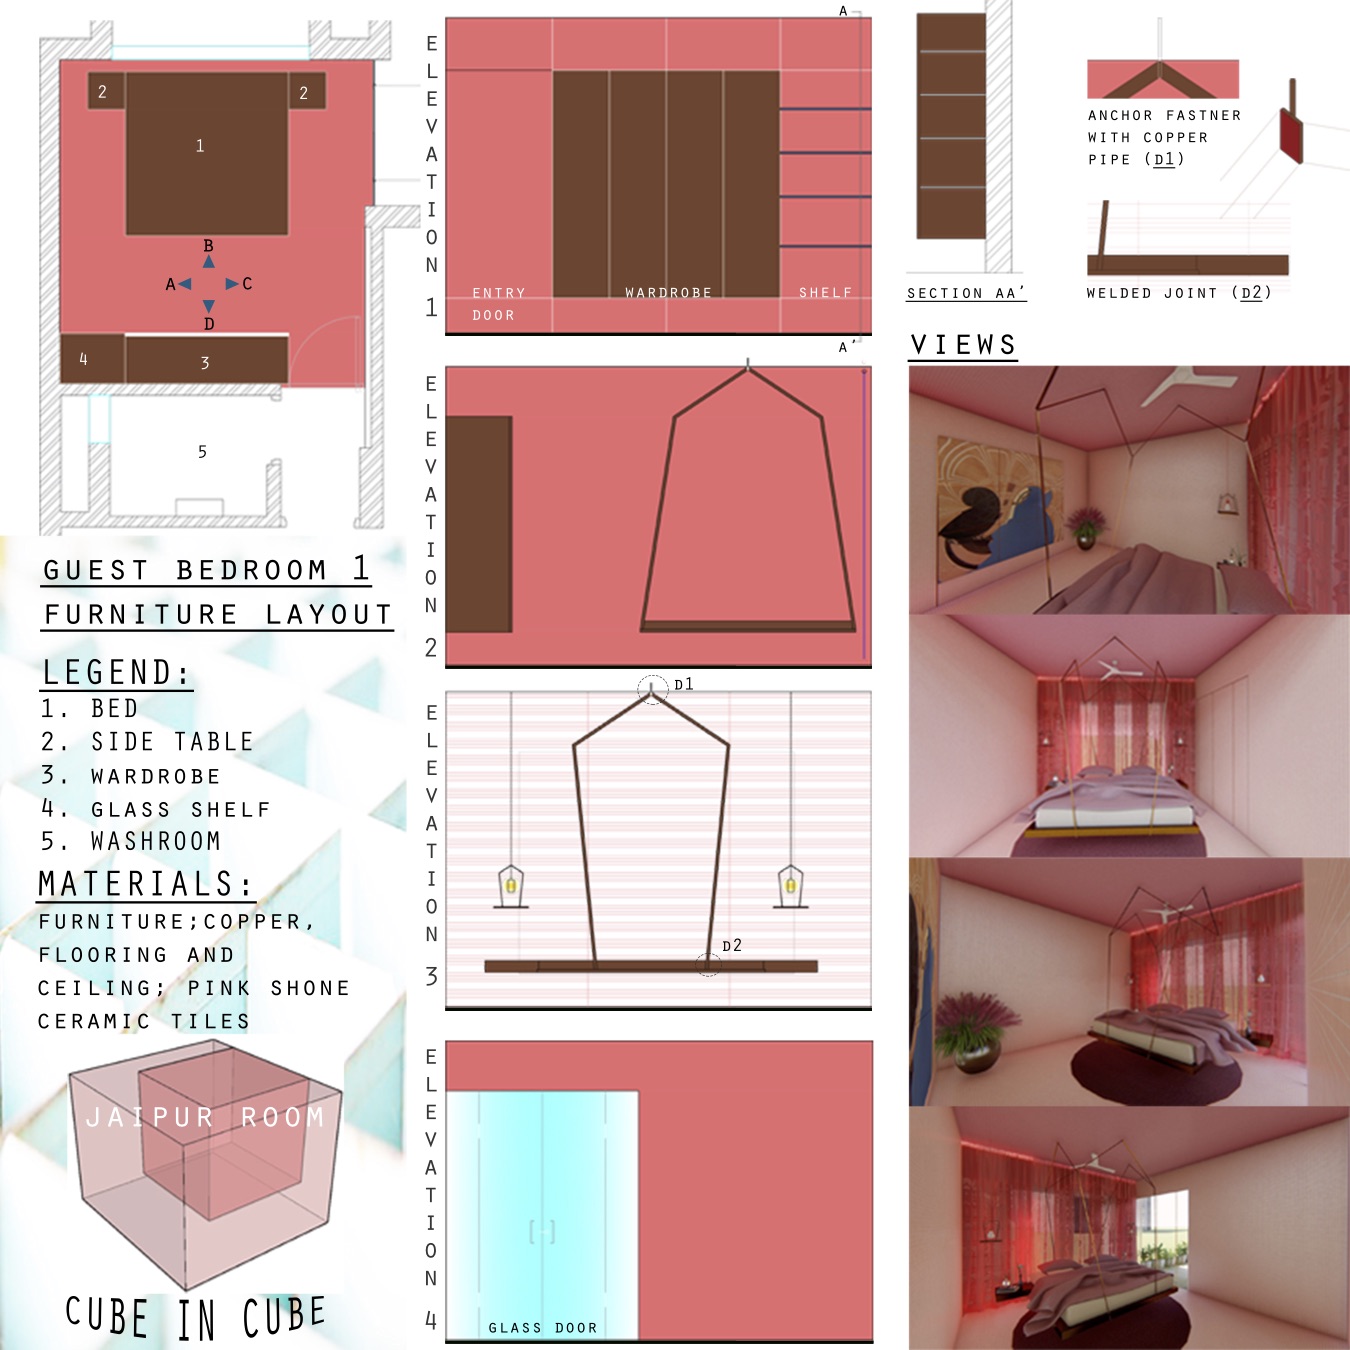 2
2
1
B
A
C
D
4
3
5
GUEST BEDROOM 1
FURNITURE LAYOUT
LEGEND:
1. BED
2. SIDE TABLE
3. WARDROBE
4. GLASS SHELF
5. WASHROOM
MATERIALS:
FURNITURE;COPPER,
FLOORING AND
CEILING; PINK SHONE
CERAMIC TILES
JAIPUR ROOM
CUBE IN CUBE
ELEVATION 1
A
ENTRY
DOOR
WARDROBE
SHELF
A'
ELEVATION 2
ELEVATION 3
D1
D2
ELEVATION 4
GLASS DOOR
SECTION AA'
ANCHOR FASTNER
WITH COPPER
PIPE (D1)
WELDED JOINT (D2)
VIEWS